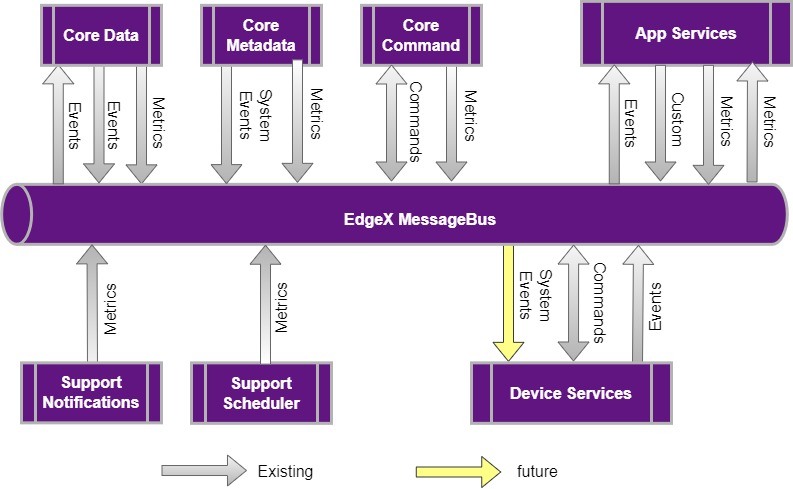 Core Data
Core
Metadata
Core
Command
App Services
Events
Events
Metrics
System
Events
Metrics
Commands
Metrics
Events
Custom
Metrics
Metrics
EdgeX MessageBus
Metrics
Metrics
System
Events
Commands
Events
Support
Notifications
Support
Scheduler
Device Services
Existing
future